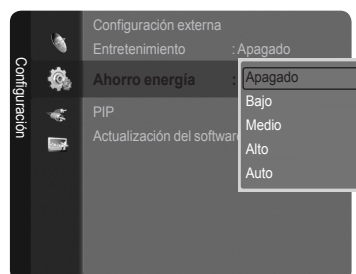 Configuración
Configuración externa
Entretenimiento : Apagado
Ahorro energía :
PIP
Actualización del software
Apagado
Bajo
Medio
Alto
Auto